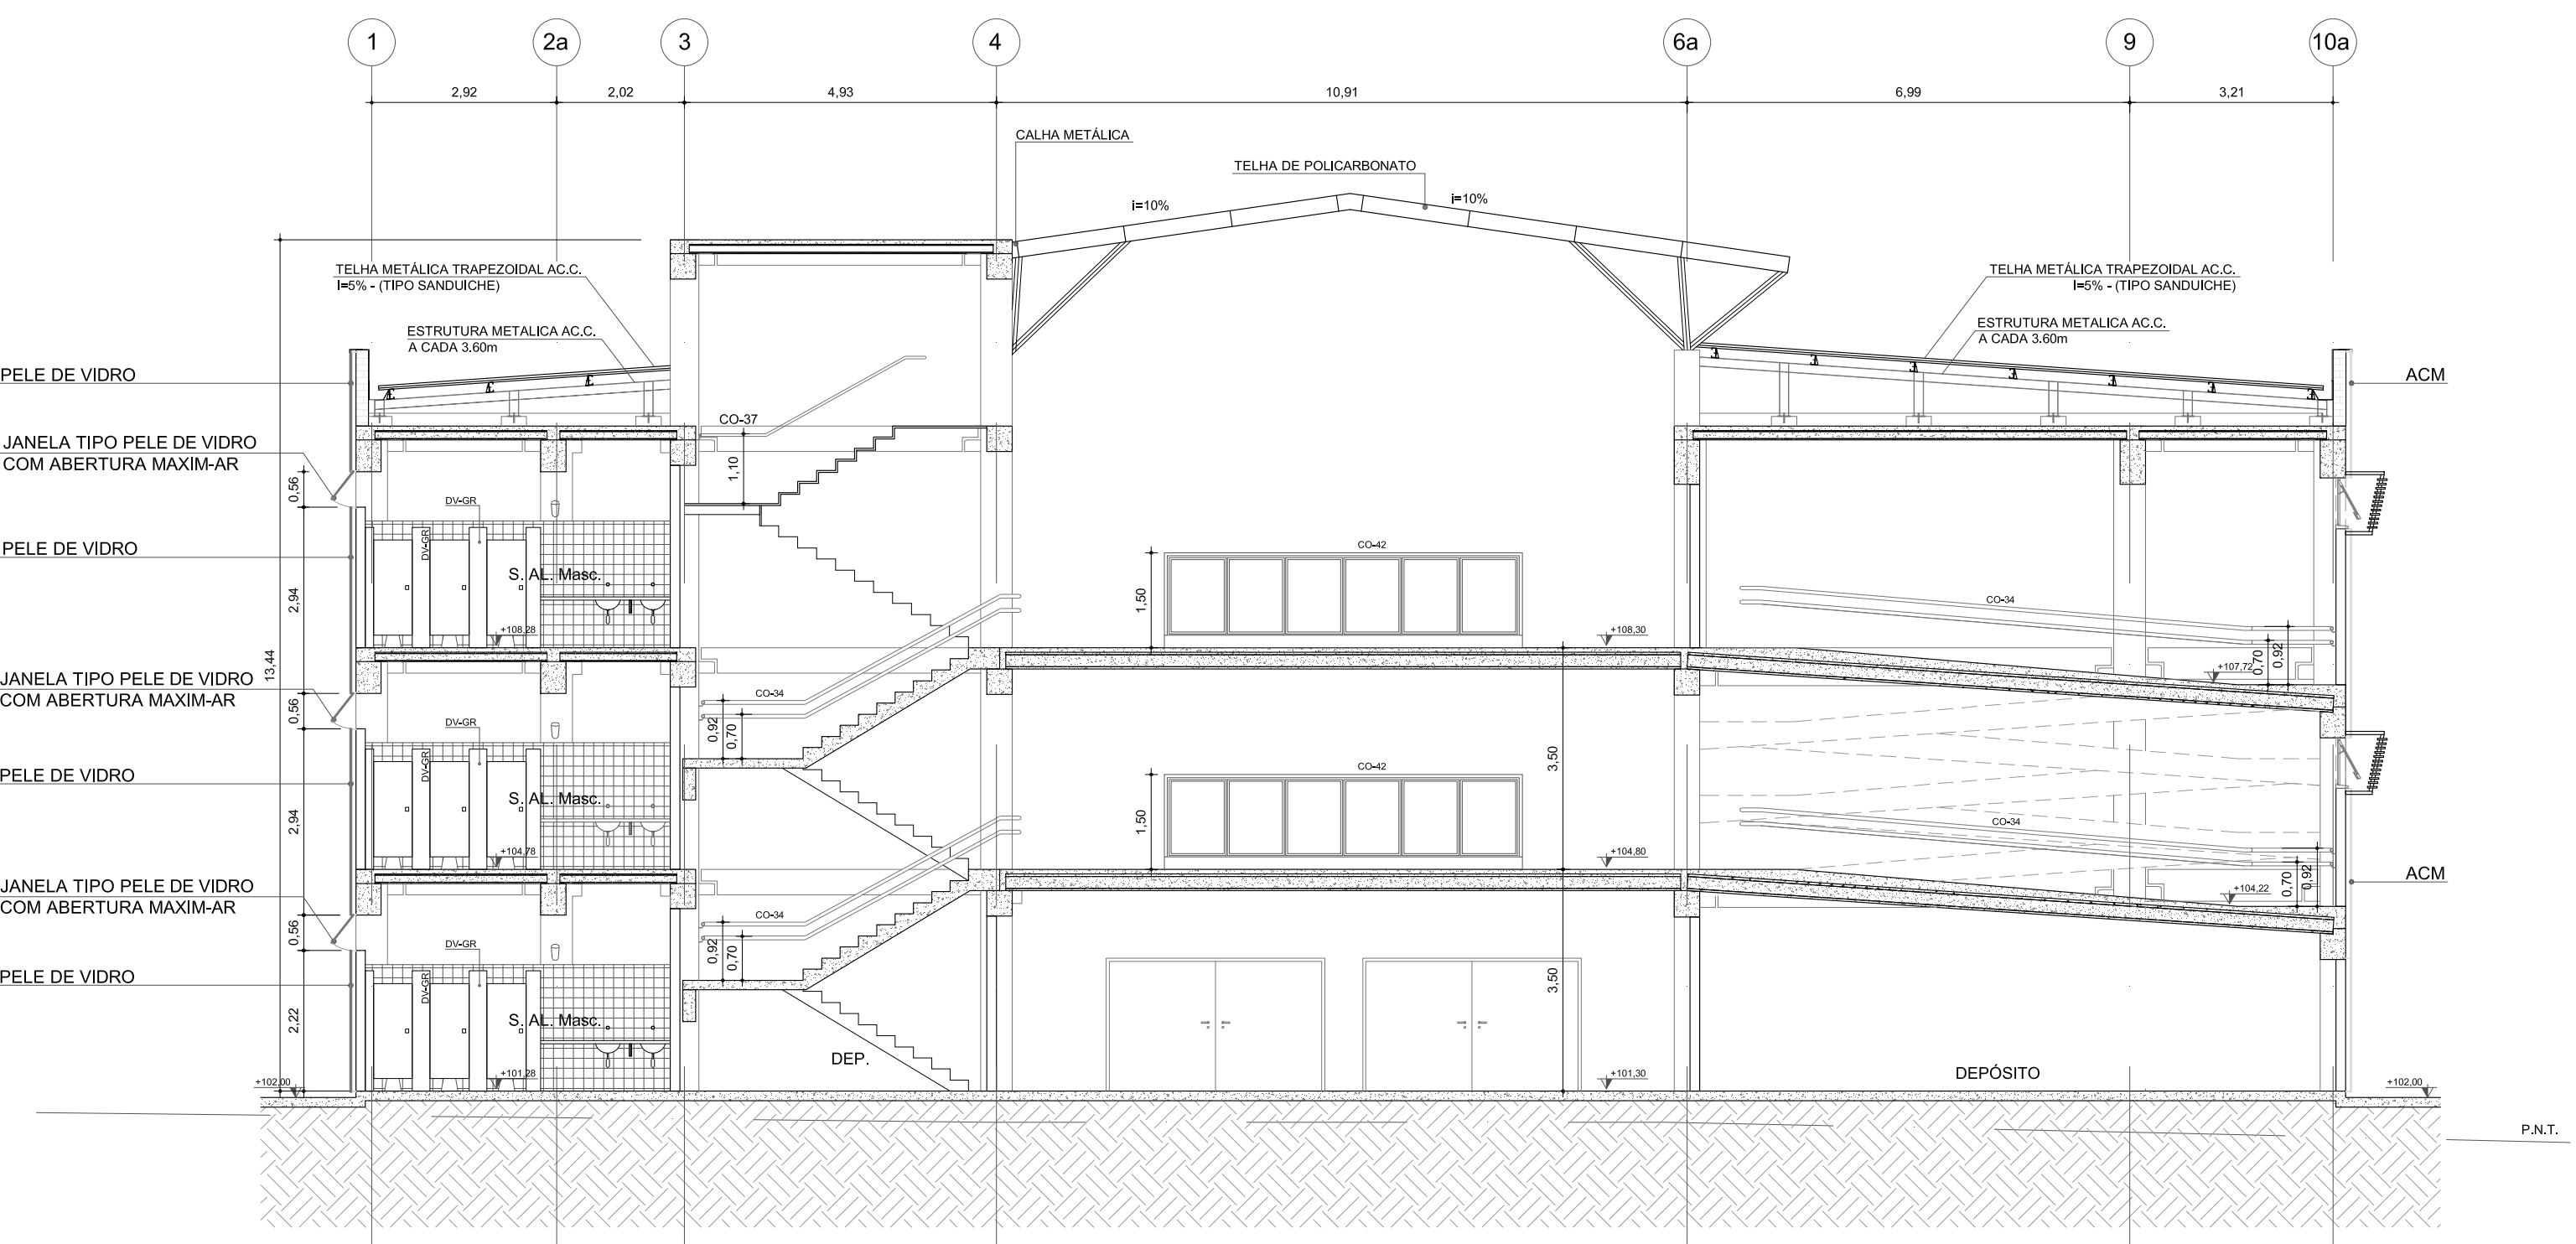 1
2a
3
4
6a
9
10a
2,92
2,02
4,93
10,91
6,99
3,21
CALHA METÁLICA
TELHA DE POLICARBONATO
i=10%
i=10%
TELHA METÁLICA TRAPEZOIDAL AC.C.
I=5% - (TIPO SANDUICHE)
TELHA METÁLICA TRAPEZOIDAL AC.C.
I=5% - (TIPO SANDUICHE)
ESTRUTURA METALICA AC.C.
A CADA 3.60m
ESTRUTURA METALICA AC.C.
A CADA 3.60m
PELE DE VIDRO
ACM
CO-37
JANELA TIPO PELE DE VIDRO
COM ABERTURA MAXIM-AR
1,10
0,56
DV-GR
DV-GR
PELE DE VIDRO
CO-42
S. AL. Masc.
2,94
1,50
CO-34
+108,28
+108,30
13,44
0,92
0,70
+107,72
JANELA TIPO PELE DE VIDRO
COM ABERTURA MAXIM-AR
0,56
CO-34
0,92
0,70
DV-GR
DV-GR
3,50
PELE DE VIDRO
CO-42
S. AL. Masc.
2,94
1,50
CO-34
+104,78
+104,80
ACM
0,92
0,70
+104,22
JANELA TIPO PELE DE VIDRO
COM ABERTURA MAXIM-AR
0,56
CO-34
0,92
0,70
DV-GR
DV-GR
PELE DE VIDRO
3,50
2,22
S. AL. Masc.
DEP.
DEPÓSITO
+101,28
+101,30
+102,00
+102,00
P.N.T.